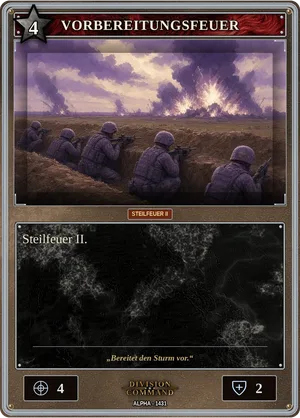 4
VORBEREITUNGSFEUER
STEILFEUER II
Steilfeuer II.
„Bereitet den Sturm vor.“
4
DIVISION
COMMAND
ALPHA - 1431
2